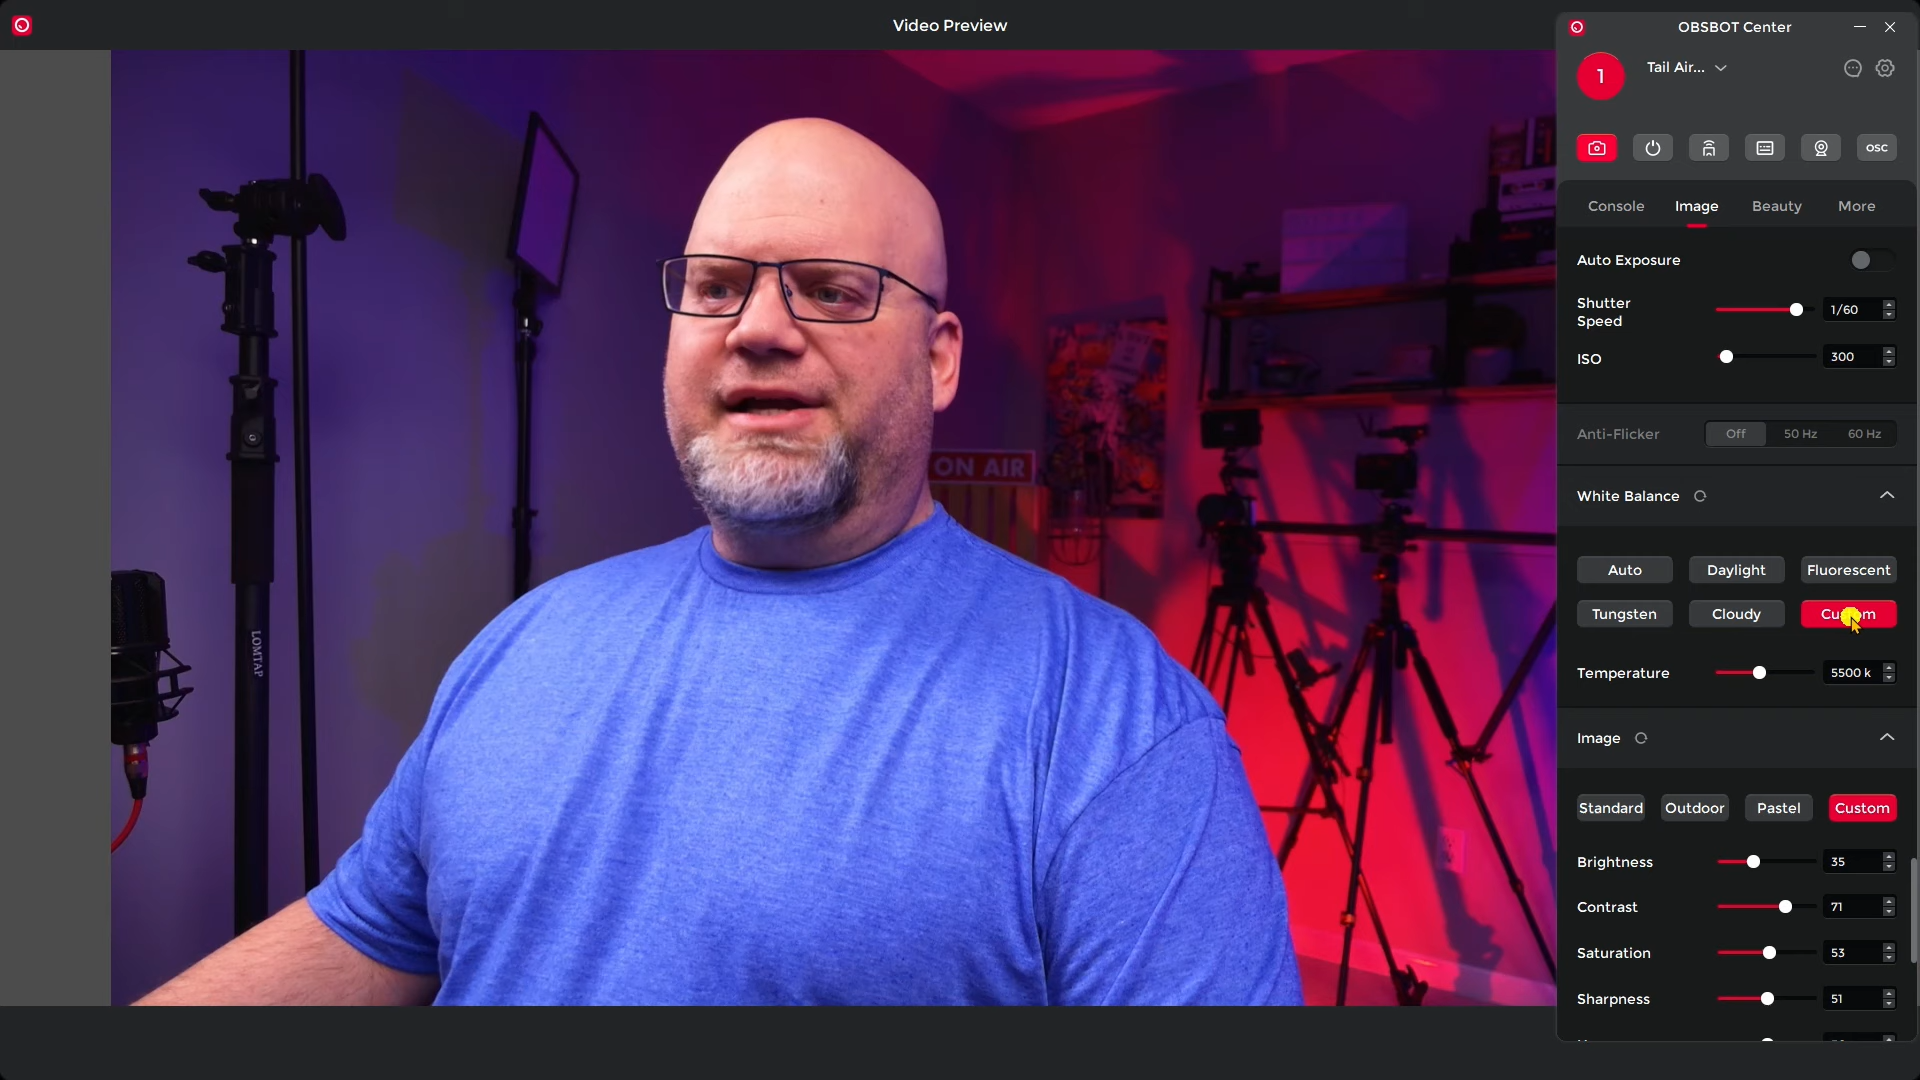 Video Preview
OBSBOT Center
1
Tail Air...
OSC
Console Image Beauty More
Auto Exposure
Shutter
Speed
1/60
ISO
300
Anti-Flicker
Off 50 Hz 60 Hz
White Balance
Auto Daylight Fluorescent
Tungsten Cloudy
Temperature
5500 k
Image
Standard Outdoor Pastel Custom
Brightness
35
Contrast
71
Saturation
53
Sharpness
51
ON AIR
LOMTAP